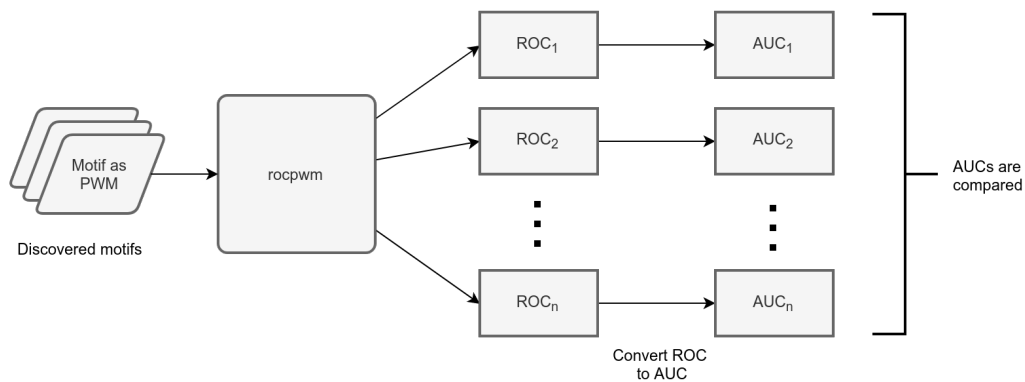 Motif as
PWM
Discovered motifs
rocpwm
ROC₁
AUC₁
ROC₂
AUC₂
ROCₙ
AUCₙ
Convert ROC
to AUC
AUCs are
compared